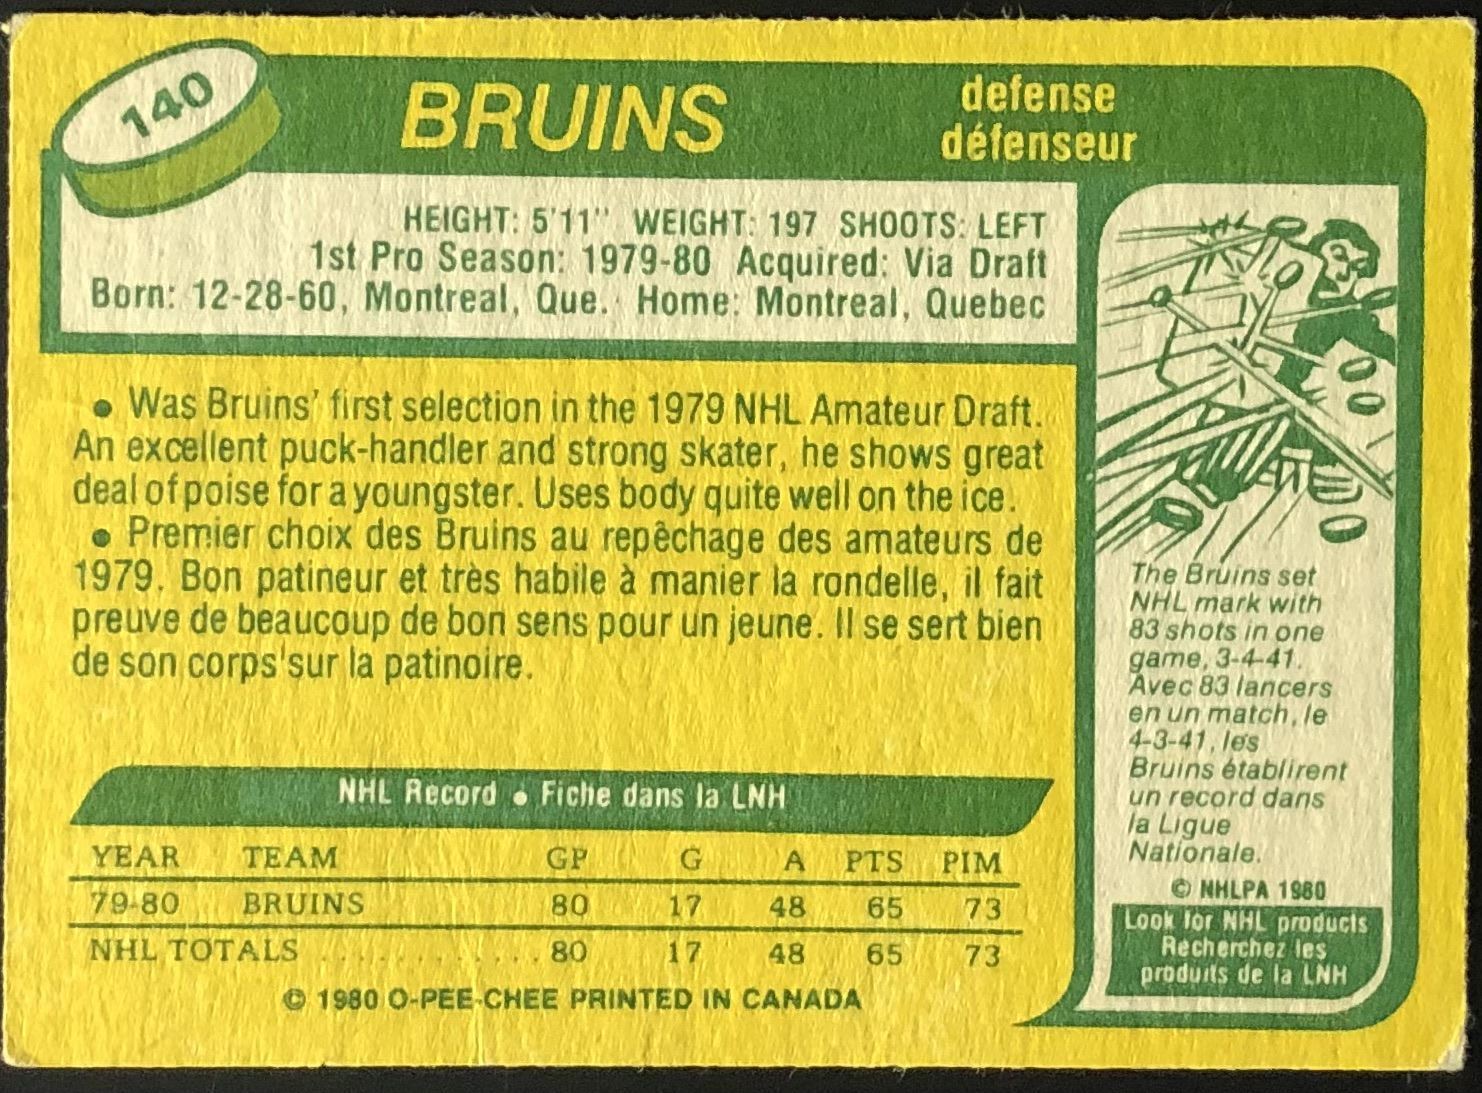 140
BRUINS
defense
défenseur
HEIGHT: 5'11" WEIGHT: 197 SHOOTS: LEFT
1st Pro Season: 1979-80 Acquired: Via Draft
Born: 12-28-60, Montreal, Que. Home: Montreal, Quebec
• Was Bruins' first selection in the 1979 NHL Amateur Draft.
An excellent puck-handler and strong skater, he shows great
deal of poise for a youngster. Uses body quite well on the ice.
• Premier choix des Bruins au repêchage des amateurs de
1979. Bon patineur et très habile à manier la rondelle, il fait
preuve de beaucoup de bon sens pour un jeune. Il se sert bien
de son corps sur la patinoire.
NHL Record • Fiche dans la LNH
YEAR TEAM GP G A PTS PIM
79-80 BRUINS 80 17 48 65 73
NHL TOTALS ............ 80 17 48 65 73
© 1980 O-PEE-CHEE PRINTED IN CANADA
The Bruins set
NHL mark with
83 shots in one
game, 3-4-41.
Avec 83 lancers
en un match, le
4-3-41, les
Bruins établirent
un record dans
la Ligue
Nationale.
© NHLPA 1980
Look for NHL products
Recherchez les
produits de la LNH